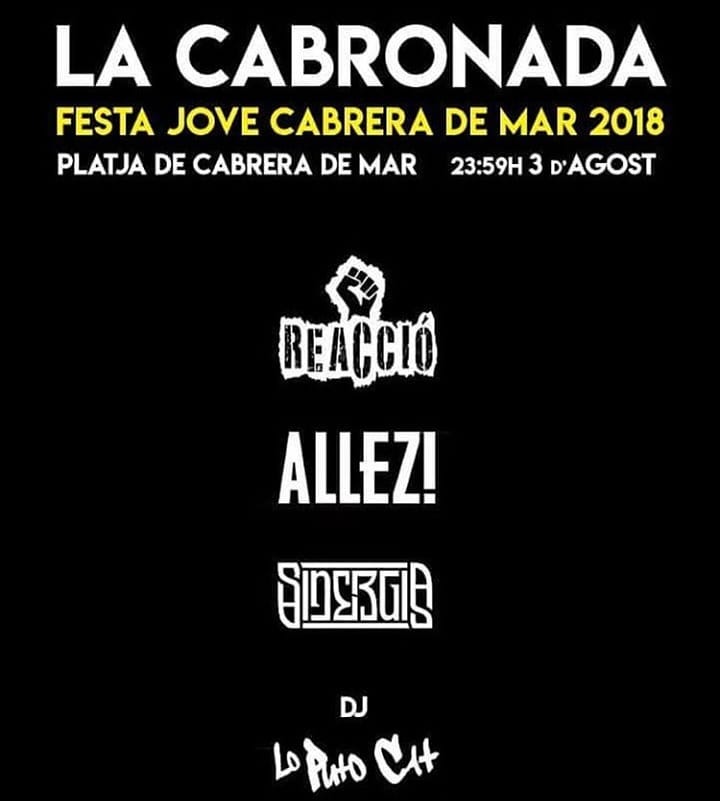 LA CABRONADA
FESTA JOVE CABRERA DE MAR 2018
PLATJA DE CABRERA DE MAR 23:59H 3 D'AGOST
REACCIÓ
ALLEZ!
SINERGIA
DJ
LO PUTO CAT